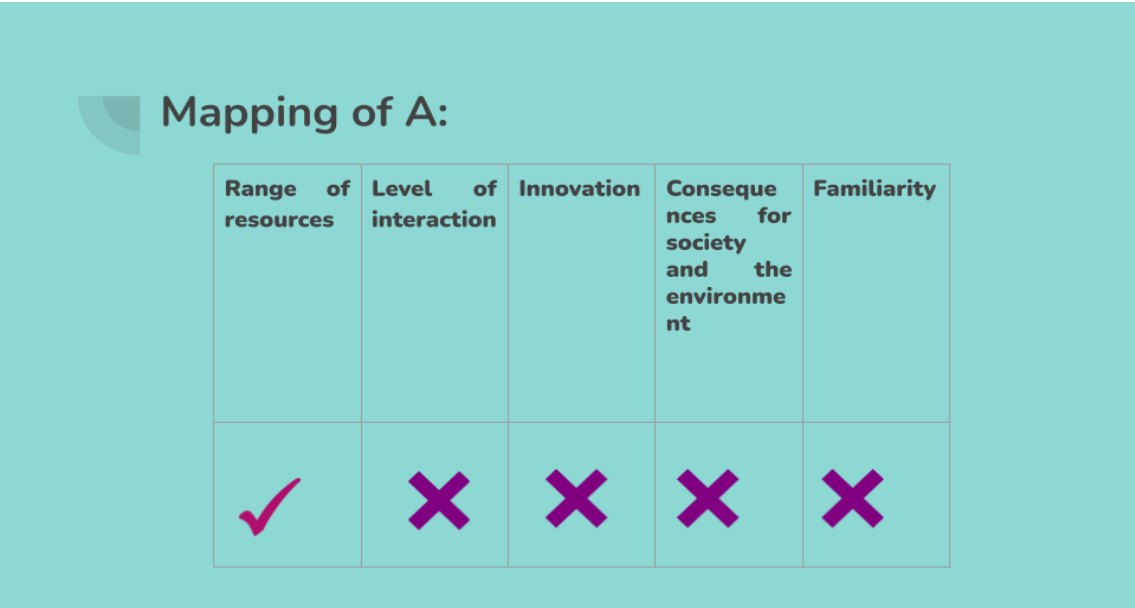 Mapping of A:
Range of
resources
Level of
interaction
Innovation
Conseque
nces for
society
and the
environme
nt
Familiarity